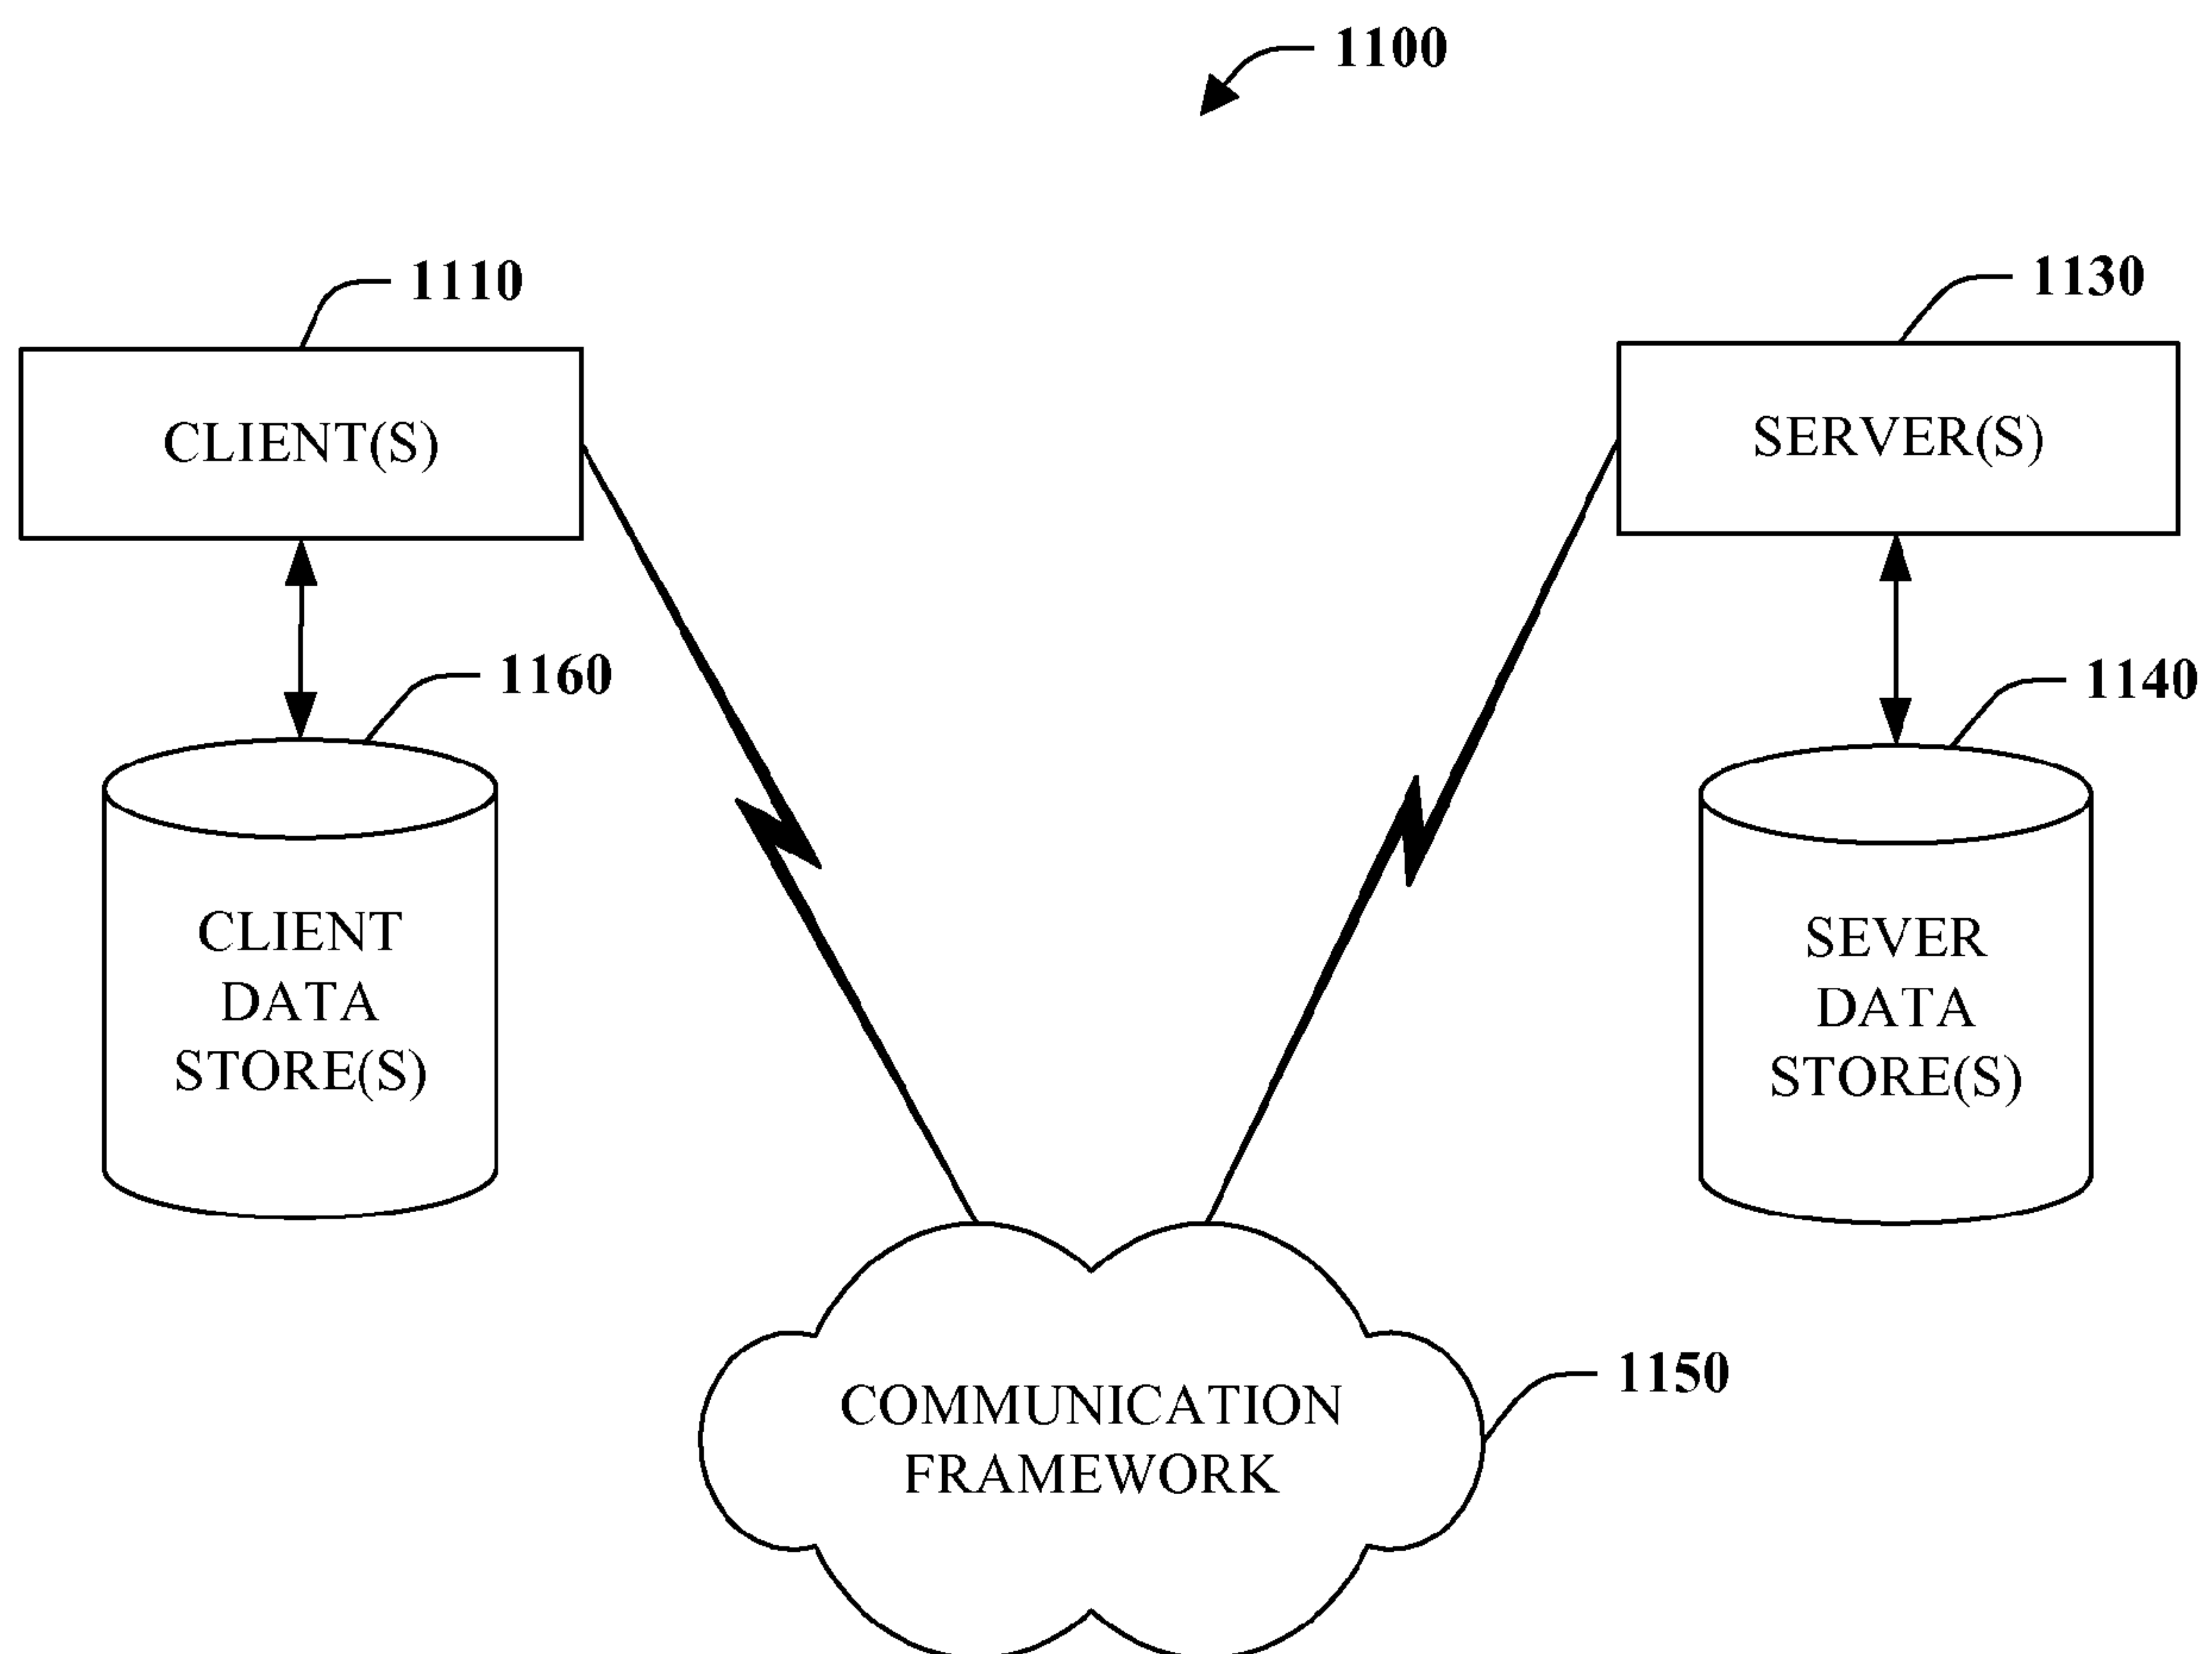 1100
1110
1130
CLIENT(S)
SERVER(S)
1160
1140
CLIENT
DATA
STORE(S)
SEVER
DATA
STORE(S)
1150
COMMUNICATION
FRAMEWORK